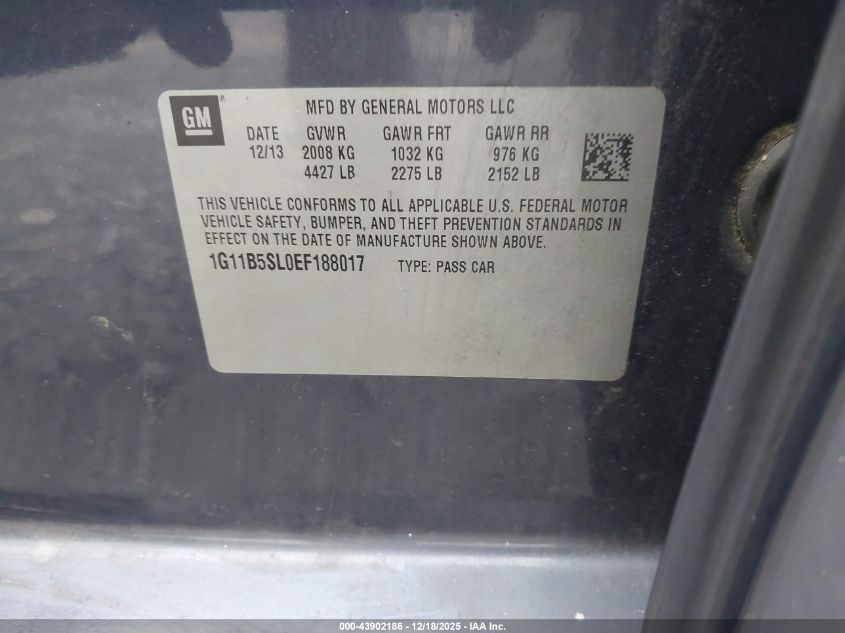 GM ®
MFD BY GENERAL MOTORS LLC
DATE GVWR GAWR FRT GAWR RR
12/13 2008 KG 1032 KG 976 KG
4427 LB 2275 LB 2152 LB
THIS VEHICLE CONFORMS TO ALL APPLICABLE U.S. FEDERAL MOTOR
VEHICLE SAFETY, BUMPER, AND THEFT PREVENTION STANDARDS IN
EFFECT ON THE DATE OF MANUFACTURE SHOWN ABOVE.
1G11B5SL0EF188017 TYPE: PASS CAR
000-43902186 - 12/18/2025 - IAA Inc.